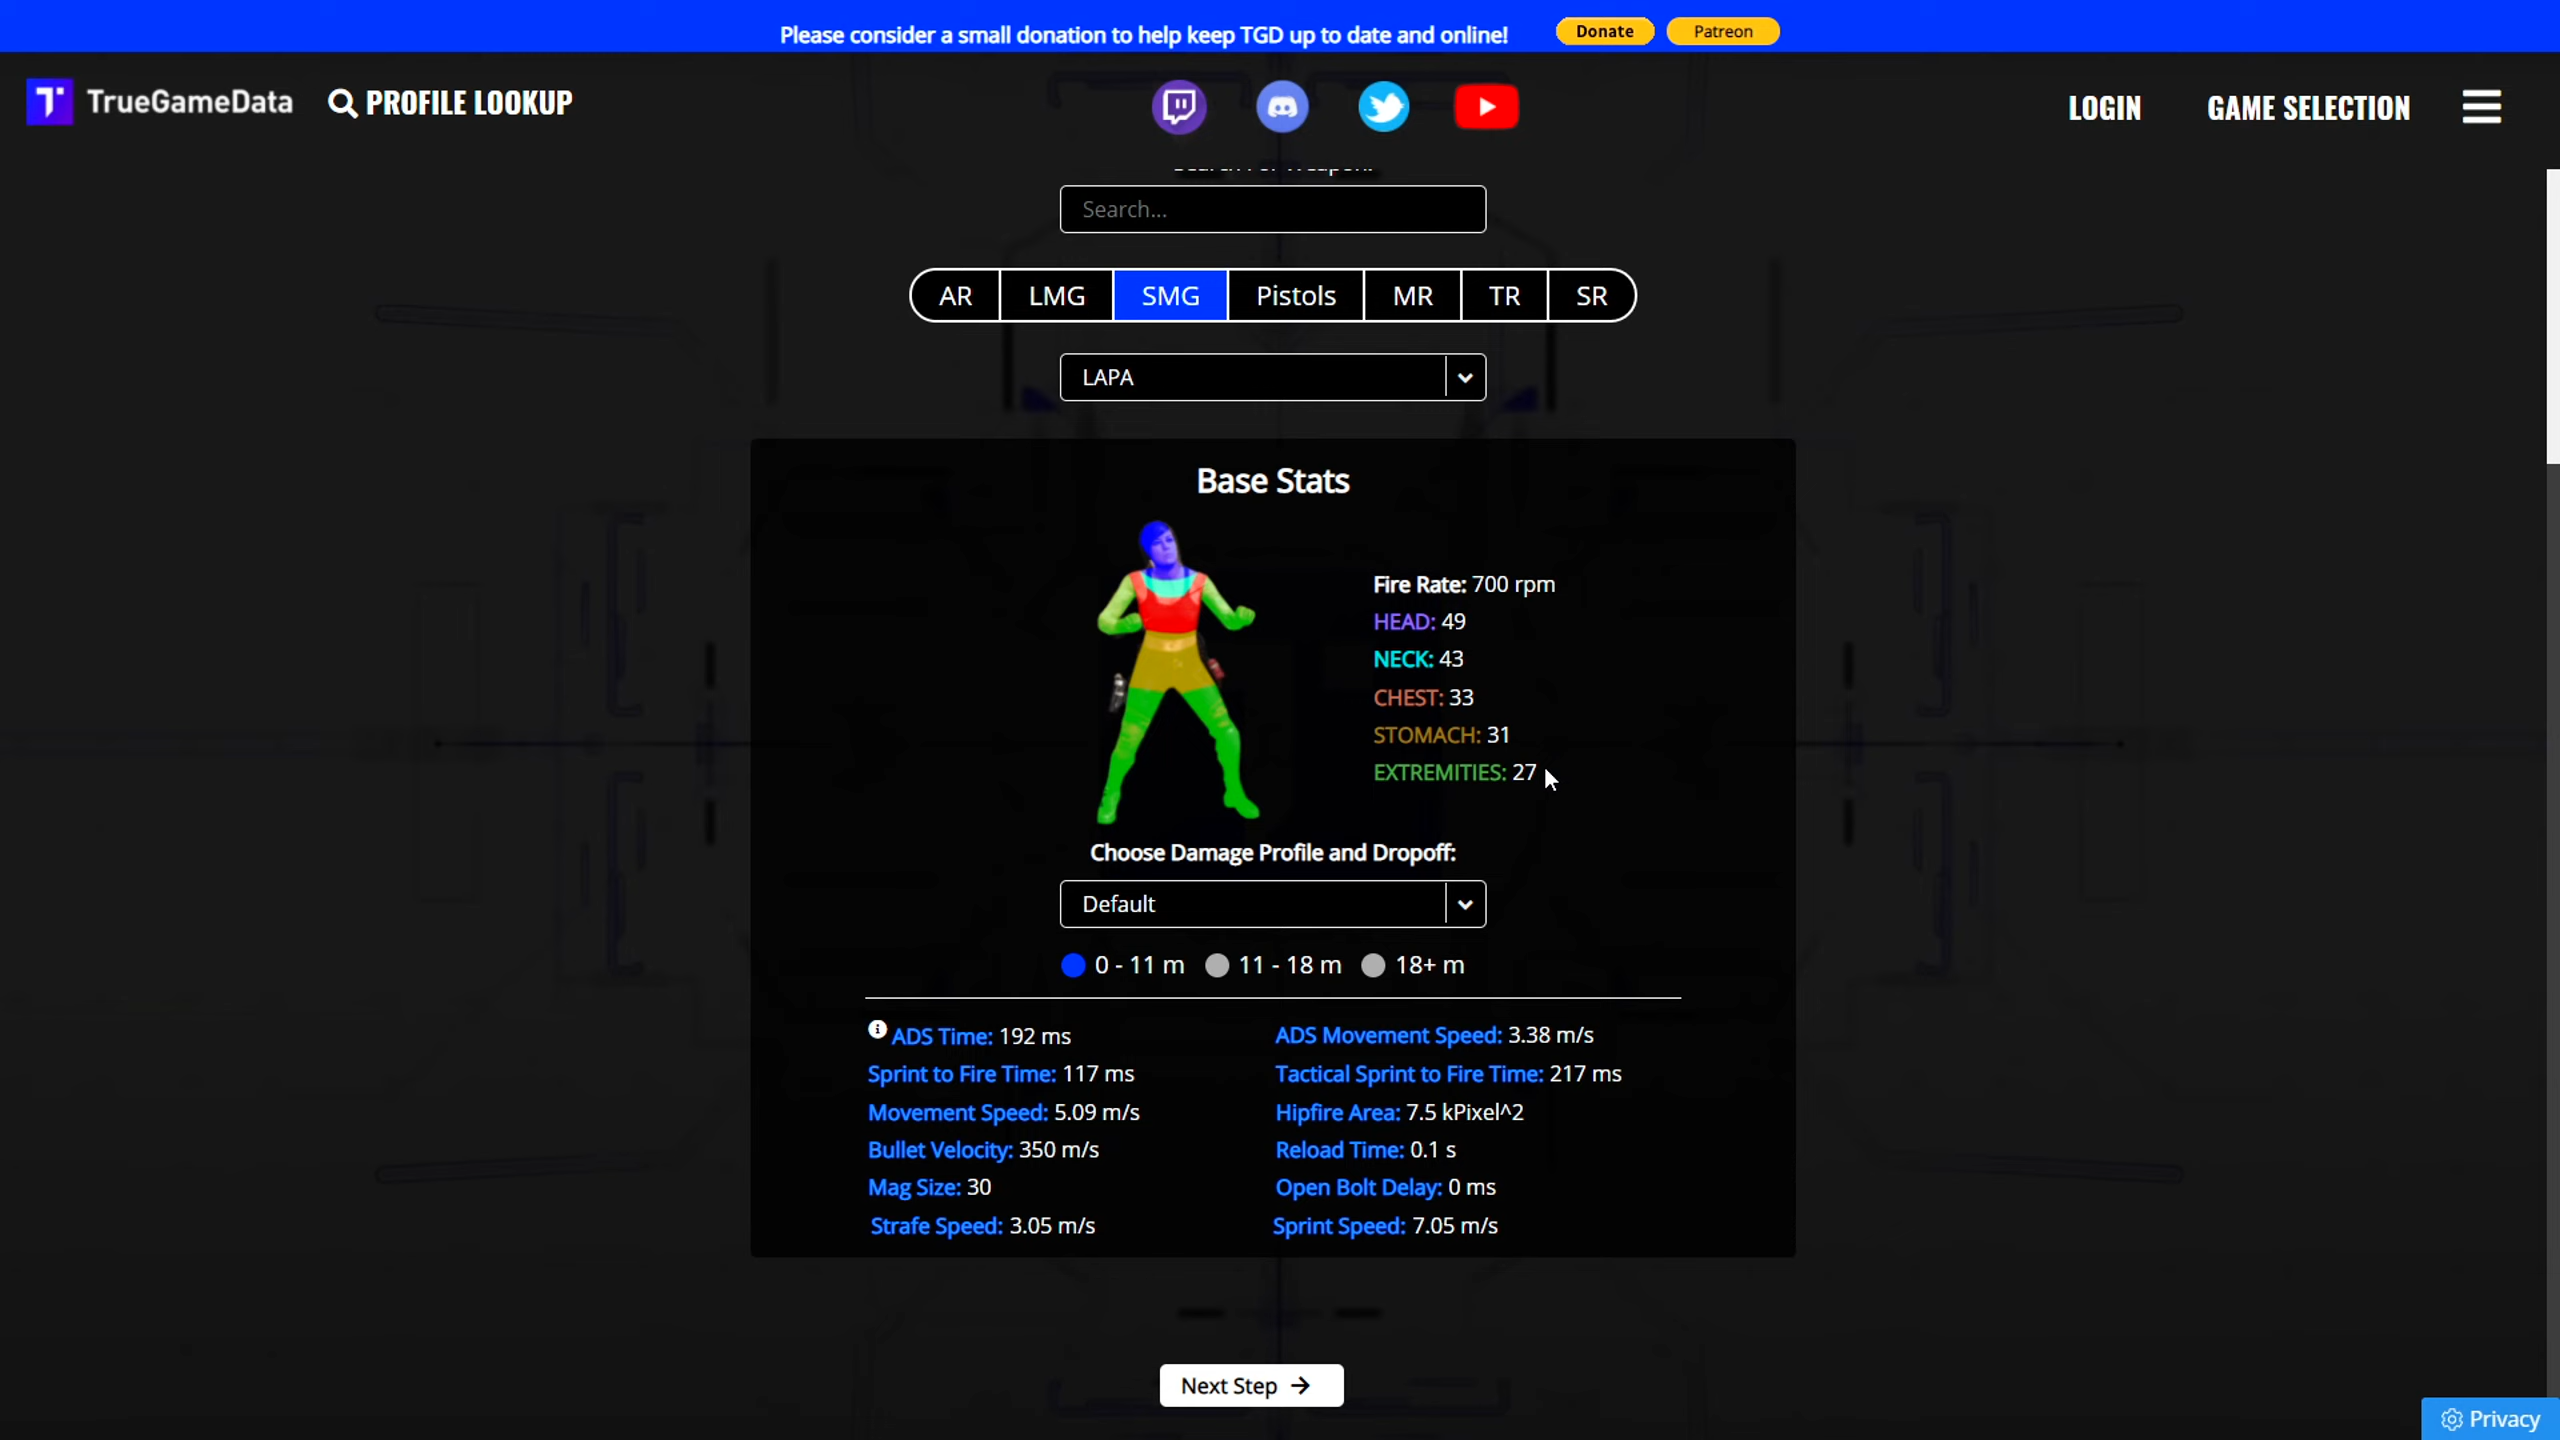 Please consider a small donation to help keep TGD up to date and online! Donate Patreon
TrueGameData PROFILE LOOKUP LOGIN GAME SELECTION
Search...
AR LMG SMG Pistols MR TR SR
LAPA
Base Stats
Fire Rate: 700 rpm
HEAD: 49
NECK: 43
CHEST: 33
STOMACH: 31
EXTREMITIES: 27
Choose Damage Profile and Dropoff:
Default
0 - 11 m 11 - 18 m 18+ m
ADS Time: 192 ms ADS Movement Speed: 3.38 m/s
Sprint to Fire Time: 117 ms Tactical Sprint to Fire Time: 217 ms
Movement Speed: 5.09 m/s Hipfire Area: 7.5 kPixel^2
Bullet Velocity: 350 m/s Reload Time: 0.1 s
Mag Size: 30 Open Bolt Delay: 0 ms
Strafe Speed: 3.05 m/s Sprint Speed: 7.05 m/s
Next Step
Privacy